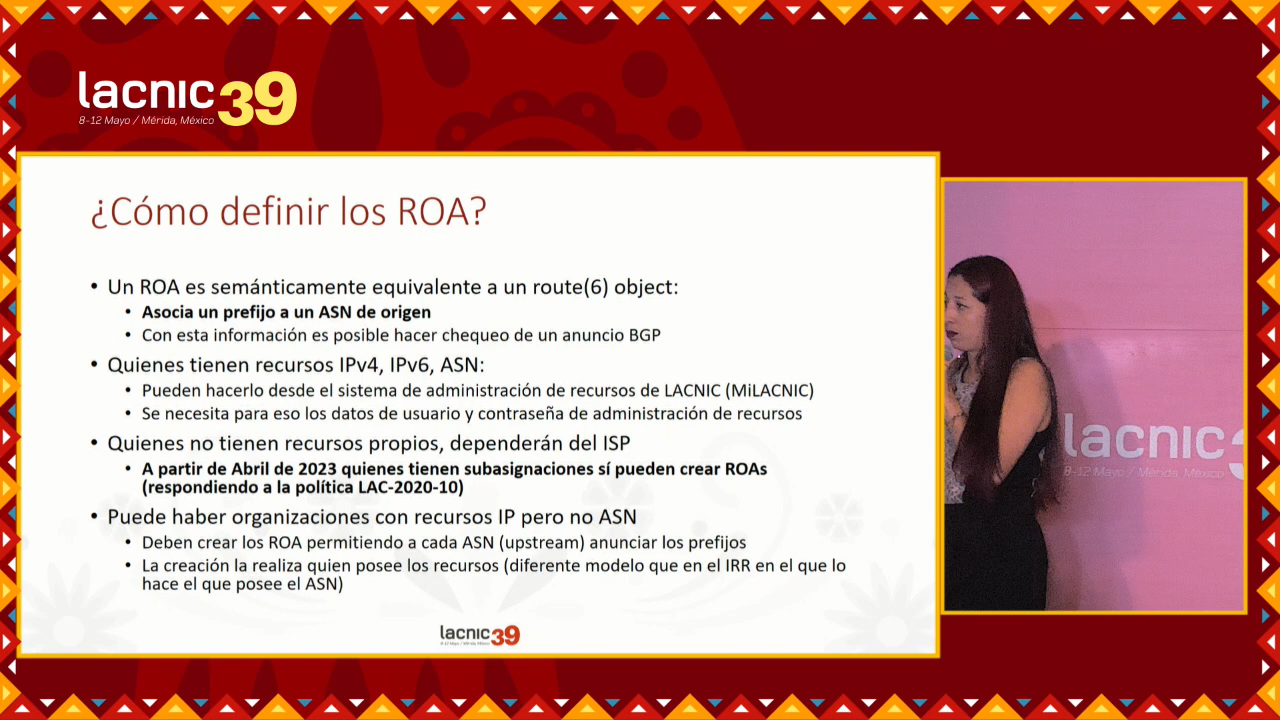 lacnic39
8-12 Mayo / Mérida, México
¿Cómo definir los ROA?
• Un ROA es semánticamente equivalente a un route(6) object:
• Asocia un prefijo a un ASN de origen
• Con esta información es posible hacer chequeo de un anuncio BGP
• Quienes tienen recursos IPv4, IPv6, ASN:
• Pueden hacerlo desde el sistema de administración de recursos de LACNIC (MiLACNIC)
• Se necesita para eso los datos de usuario y contraseña de administración de recursos
• Quienes no tienen recursos propios, dependerán del ISP
• A partir de Abril de 2023 quienes tienen subasignaciones sí pueden crear ROAs
(respondiendo a la política LAC-2020-10)
• Puede haber organizaciones con recursos IP pero no ASN
• Deben crear los ROA permitiendo a cada ASN (upstream) anunciar los prefijos
• La creación la realiza quien posee los recursos (diferente modelo que en el IRR en el que lo
hace el que posee el ASN)
lacnic39
8-12 Mayo / Mérida, México
lacnic
8-12 Mayo / Mérida, México